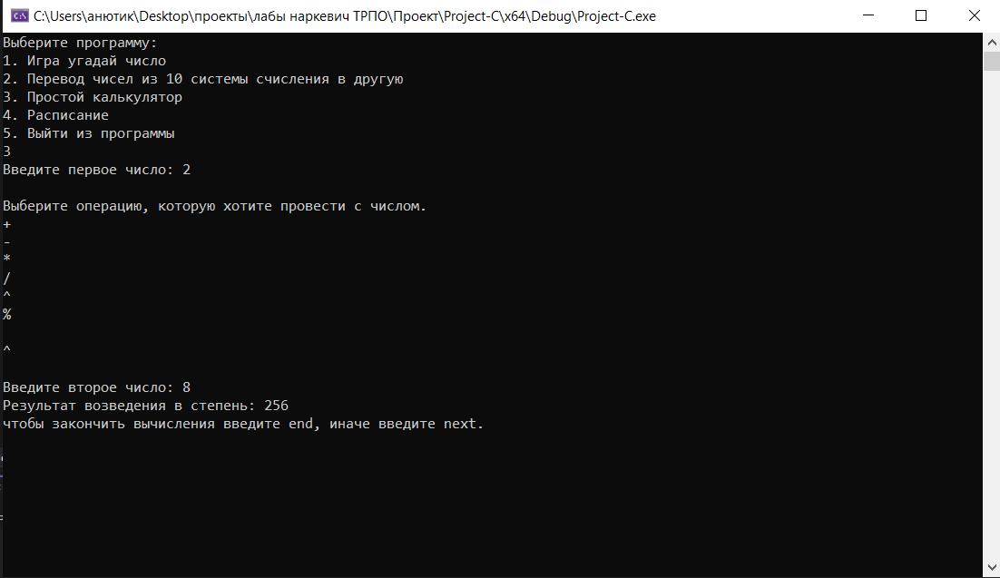 C:\Users\анютик\Desktop\проекты\лабы наркевич ТРПО\Проект\Project-C\x64\Debug\Project-C.exe
Выберите программу:
1. Игра угадай число
2. Перевод чисел из 10 системы счисления в другую
3. Простой калькулятор
4. Расписание
5. Выйти из программы
3
Введите первое число: 2
Выберите операцию, которую хотите провести с числом.
+
-
*
/
^
%
^
Введите второе число: 8
Результат возведения в степень: 256
чтобы закончить вычисления введите end, иначе введите next.